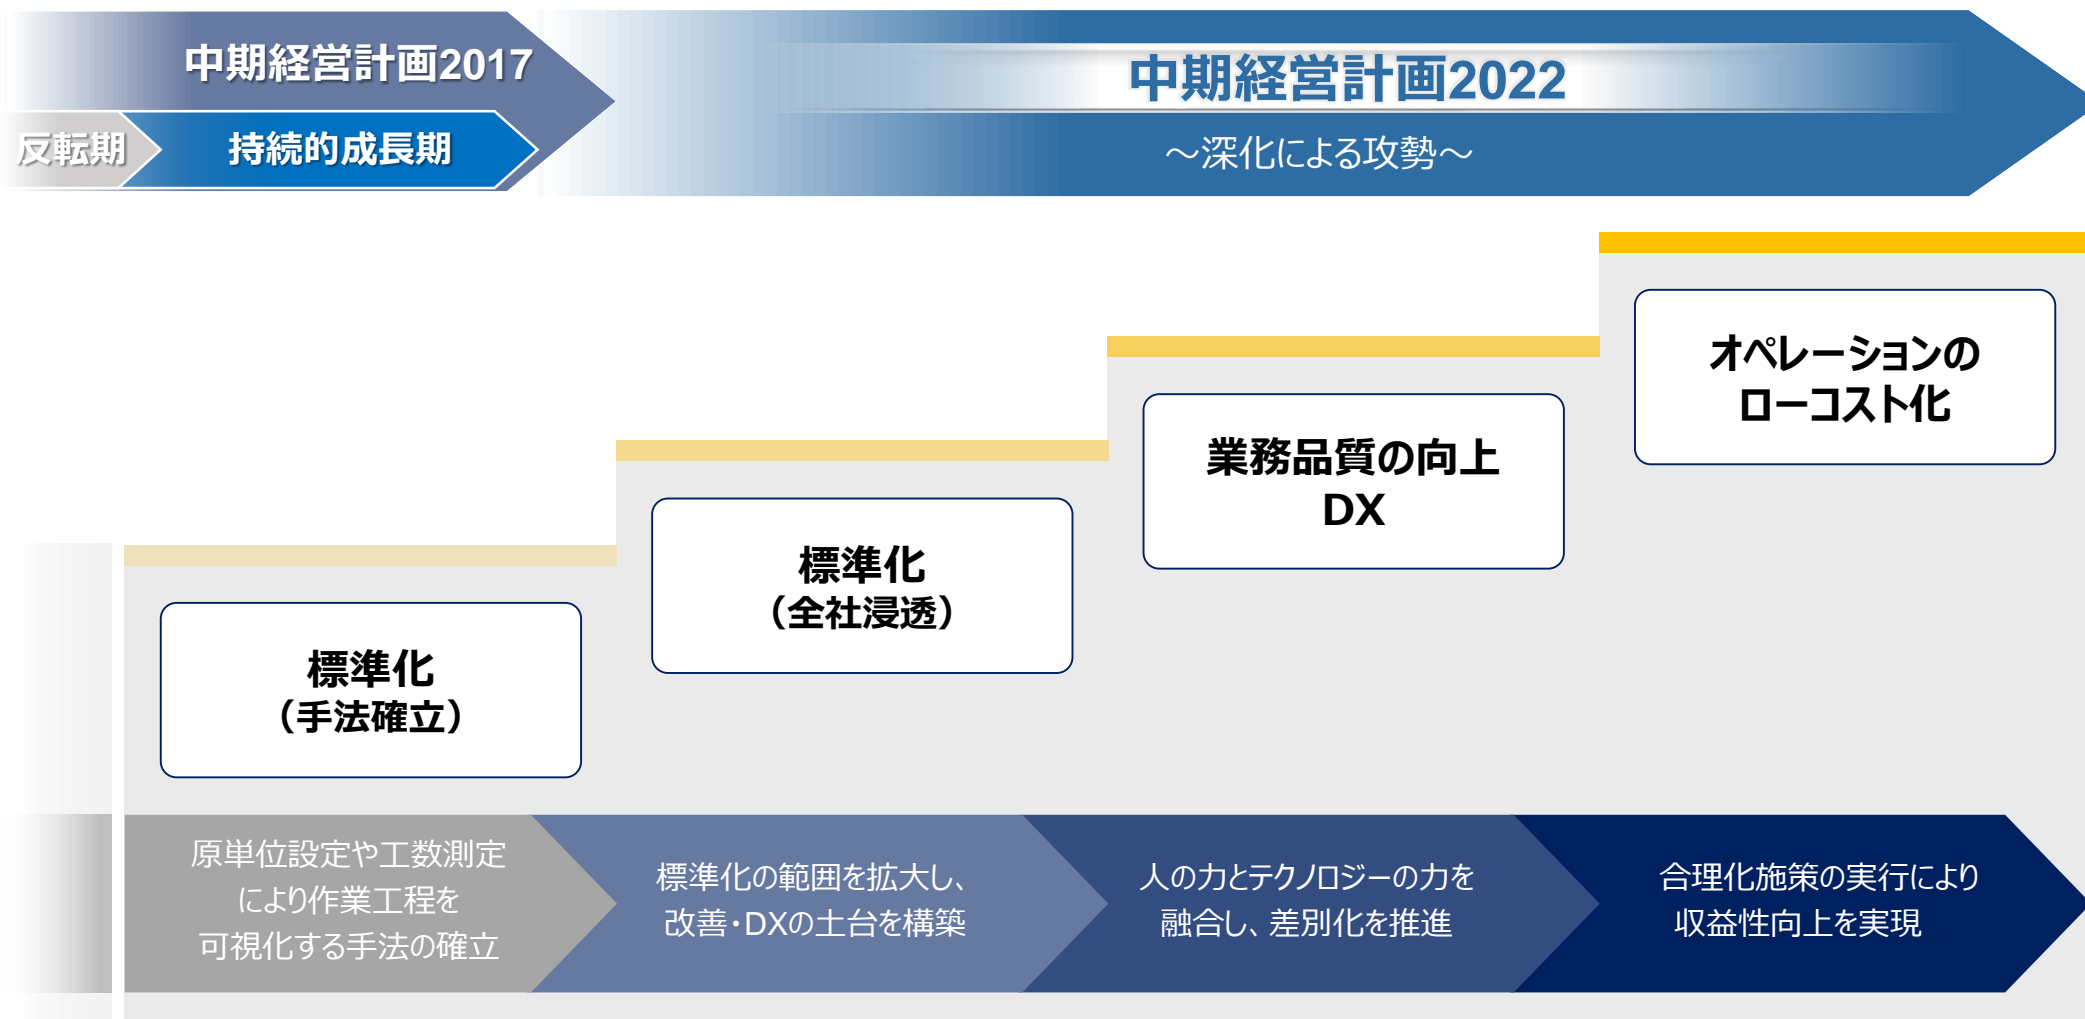 中期経営計画2017
反転期
持続的成長期
中期経営計画2022
～深化による攻勢～
標準化
（手法確立）
標準化
（全社浸透）
業務品質の向上
DX
オペレーションの
ローコスト化
原単位設定や工数測定
により作業工程を
可視化する手法の確立
標準化の範囲を拡大し、
改善・DXの土台を構築
人の力とテクノロジーの力を
融合し、差別化を推進
合理化施策の実行により
収益性向上を実現